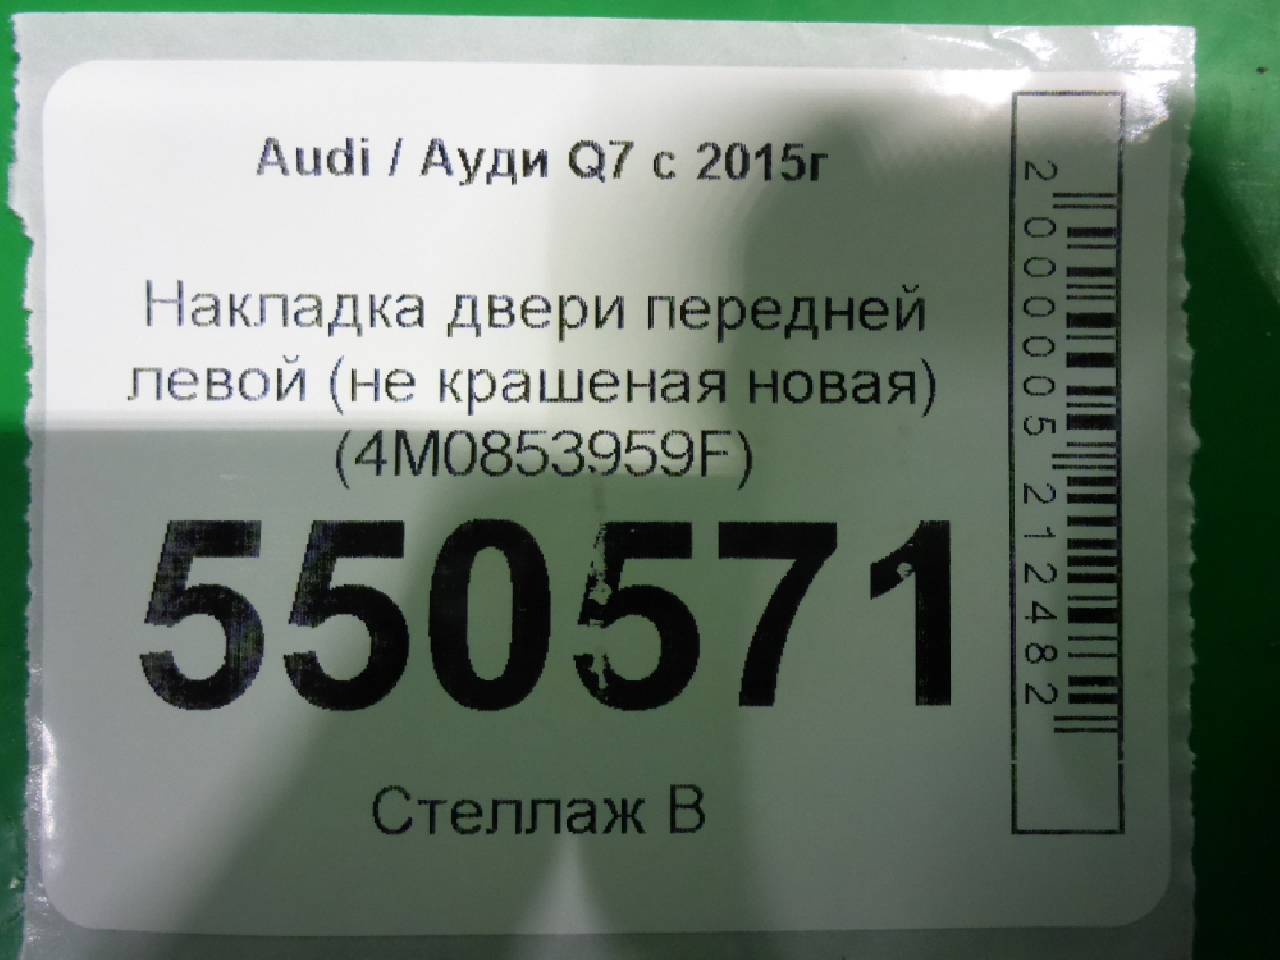 Audi / Ауди Q7 с 2015г
Накладка двери передней
левой (не крашеная новая)
(4M0853959F)
550571
Стеллаж В
2000005212482